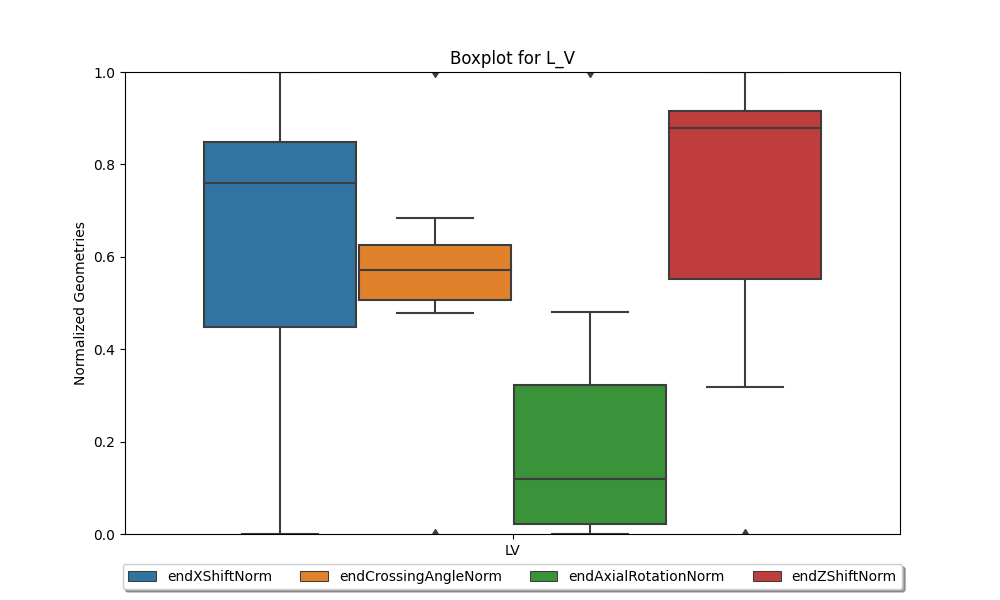 Boxplot for L_V
Normalized Geometries
1.0
0.8
0.6
0.4
0.2
0.0
LV
endXShiftNorm endCrossingAngleNorm endAxialRotationNorm endZShiftNorm